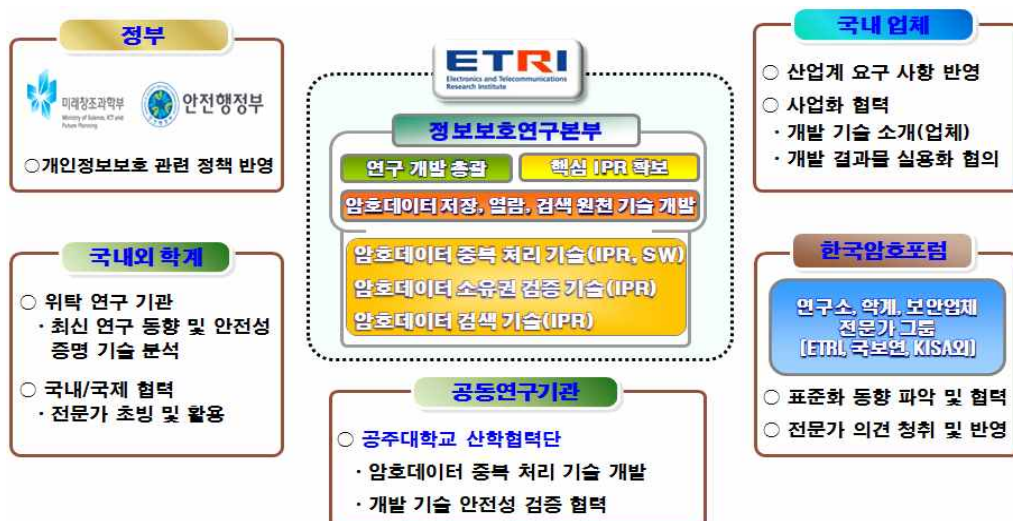 정부
미래창조과학부
Ministry of Science, ICT and
Future Planning
안전행정부
○개인정보보호 관련 정책 반영
ETRI
Electronics and Telecommunications
Research Institute
정보보호연구본부
연구 개발 총괄
핵심 IPR 확보
암호데이터 저장, 열람, 검색 원천 기술 개발
암호데이터 중복 처리 기술(IPR, SW)
암호데이터 소유권 검증 기술(IPR)
암호데이터 검색 기술(IPR)
국내 업체
○ 산업계 요구 사항 반영
○ 사업화 협력
· 개발 기술 소개(업체)
· 개발 결과물 실용화 협의
국내외 학계
○ 위탁 연구 기관
· 최신 연구 동향 및 안전성
증명 기술 분석
○ 국내/국제 협력
· 전문가 초빙 및 활용
공동연구기관
○ 공주대학교 산학협력단
· 암호데이터 중복 처리 기술 개발
· 개발 기술 안전성 검증 협력
한국암호포럼
연구소, 학계, 보안업체
전문가 그룹
(ETRI, 국보연, KISA외)
○ 표준화 동향 파악 및 협력
○ 전문가 의견 청취 및 반영